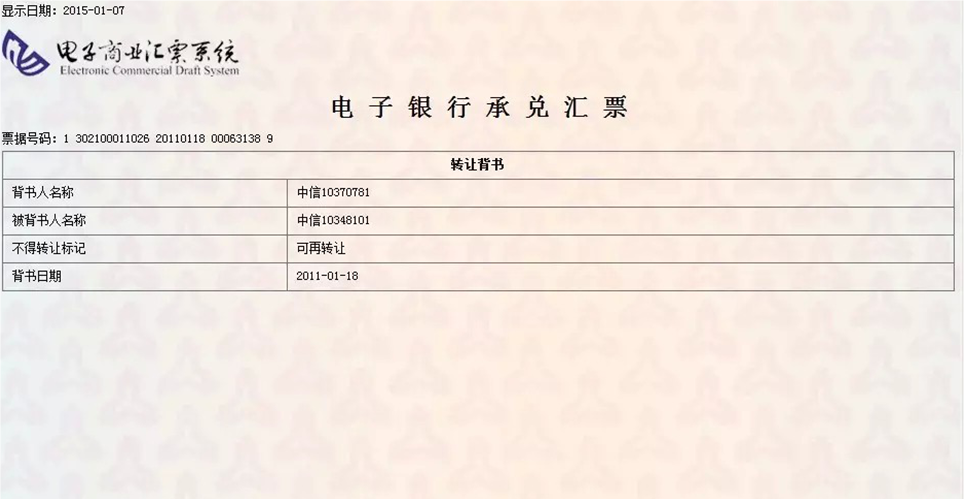 显示日期：2015-01-07
电子商业汇票系统
Electronic Commercial Draft System
电子银行承兑汇票
票据号码：1 302100011026 20110118 00063138 9
转让背书
背书人名称 中信10370781
被背书人名称 中信10348101
不得转让标记 可再转让
背书日期 2011-01-18